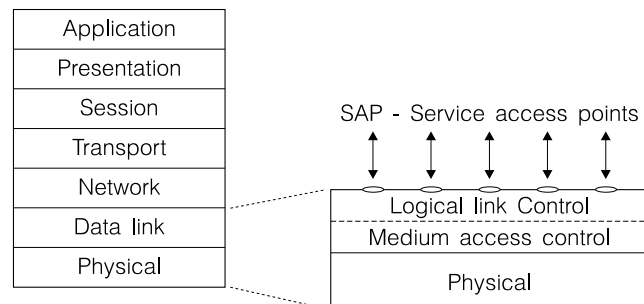 Application
Presentation
Session
Transport
Network
Data link
Physical
SAP - Service access points
Logical link Control
Medium access control
Physical